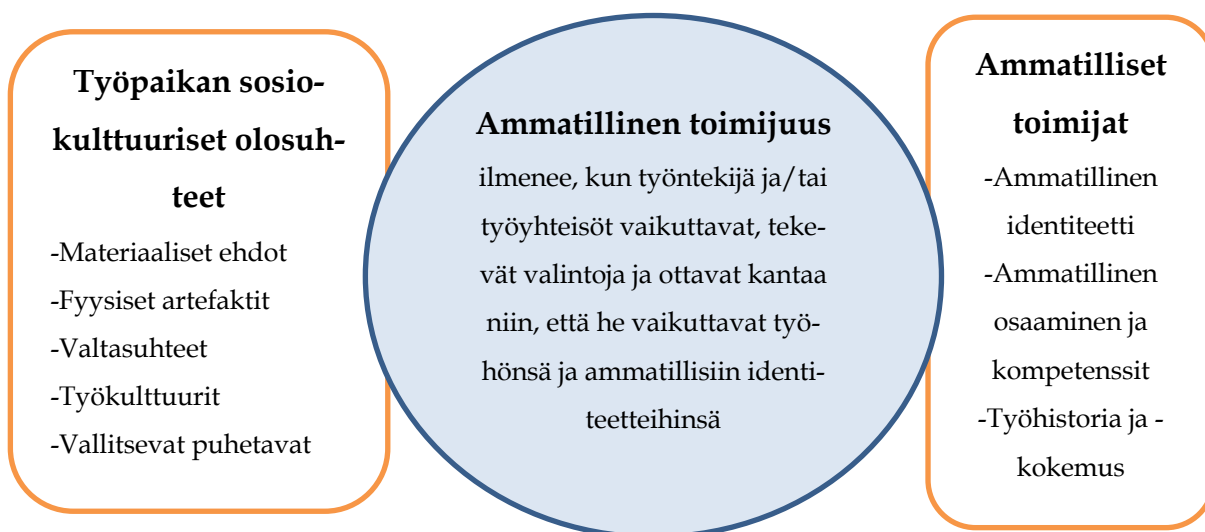 Työpaikan sosio-
kulttuuriset olosuh-
teet
-Materiaaliset ehdot
-Fyysiset artefaktit
-Valtasuhteet
-Työkulttuurit
-Vallitsevat puhetavat
Ammatillinen toimijuus
ilmenee, kun työntekijä ja/tai
työyhteisöt vaikuttavat, teke-
vät valintoja ja ottavat kantaa
niin, että he vaikuttavat työ-
hönsä ja ammatillisiin identi-
teetteihinsä
Ammatilliset
toimijat
-Ammatillinen
identiteetti
-Ammatillinen
osaaminen ja
kompetenssit
-Työhistoria ja -
kokemus